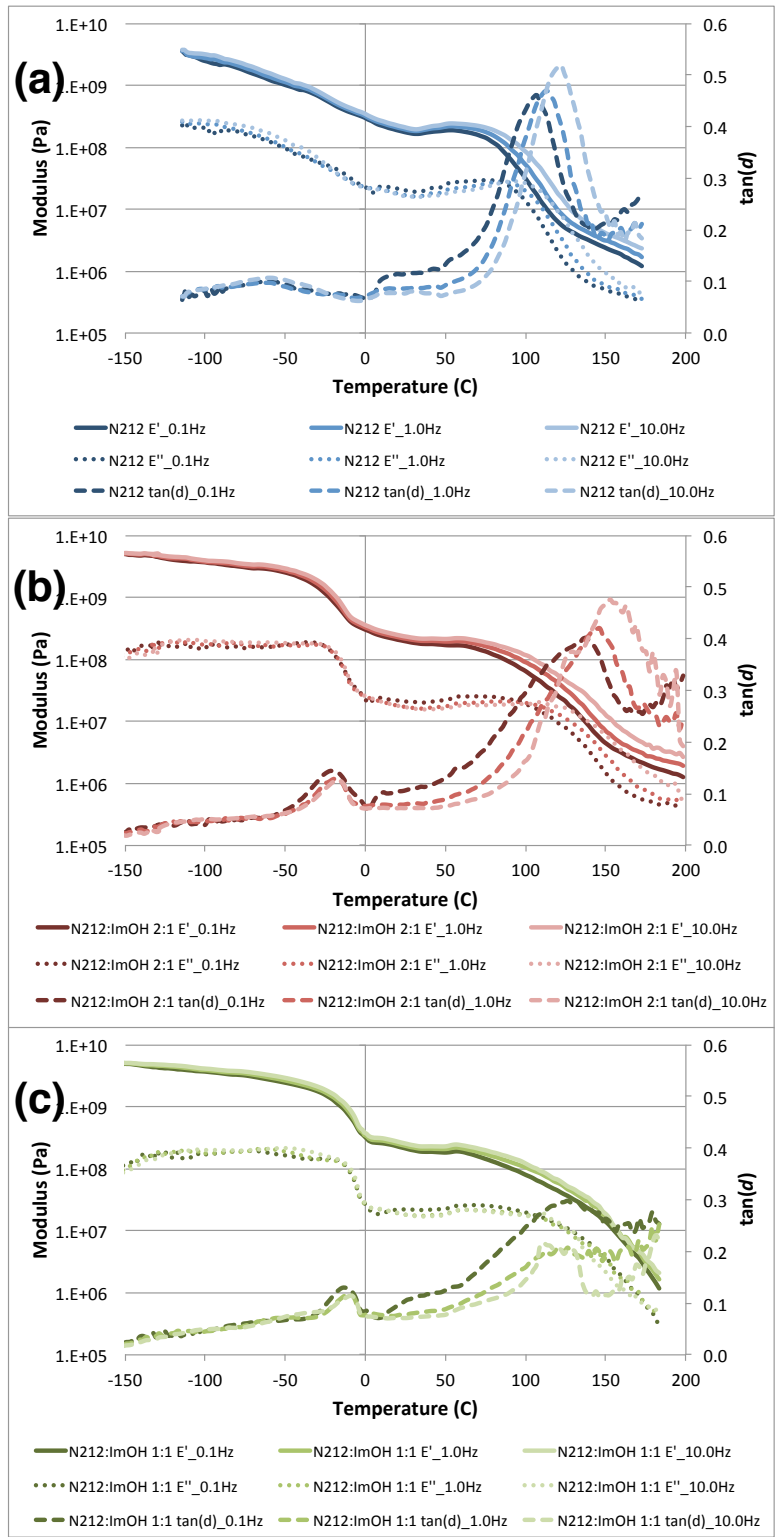 (a)
1.E+10
1.E+09
1.E+08
1.E+07
1.E+06
1.E+05
Modulus (Pa)
0.6
0.5
0.4
0.3
0.2
0.1
0.0
tan(d)
-150 -100 -50 0 50 100 150 200
Temperature (C)
N212 E'_0.1Hz N212 E'_1.0Hz N212 E'_10.0Hz
N212 E''_0.1Hz N212 E''_1.0Hz N212 E''_10.0Hz
N212 tan(d)_0.1Hz N212 tan(d)_1.0Hz N212 tan(d)_10.0Hz
(b)
1.E+10
1.E+09
1.E+08
1.E+07
1.E+06
1.E+05
Modulus (Pa)
0.6
0.5
0.4
0.3
0.2
0.1
0.0
tan(d)
-150 -100 -50 0 50 100 150 200
Temperature (C)
N212:ImOH 2:1 E'_0.1Hz N212:ImOH 2:1 E'_1.0Hz N212:ImOH 2:1 E'_10.0Hz
N212:ImOH 2:1 E''_0.1Hz N212:ImOH 2:1 E''_1.0Hz N212:ImOH 2:1 E''_10.0Hz
N212:ImOH 2:1 tan(d)_0.1Hz N212:ImOH 2:1 tan(d)_1.0Hz N212:ImOH 2:1 tan(d)_10.0Hz
(c)
1.E+10
1.E+09
1.E+08
1.E+07
1.E+06
1.E+05
Modulus (Pa)
0.6
0.5
0.4
0.3
0.2
0.1
0.0
tan(d)
-150 -100 -50 0 50 100 150 200
Temperature (C)
N212:ImOH 1:1 E'_0.1Hz N212:ImOH 1:1 E'_1.0Hz N212:ImOH 1:1 E'_10.0Hz
N212:ImOH 1:1 E''_0.1Hz N212:ImOH 1:1 E''_1.0Hz N212:ImOH 1:1 E''_10.0Hz
N212:ImOH 1:1 tan(d)_0.1Hz N212:ImOH 1:1 tan(d)_1.0Hz N212:ImOH 1:1 tan(d)_10.0Hz